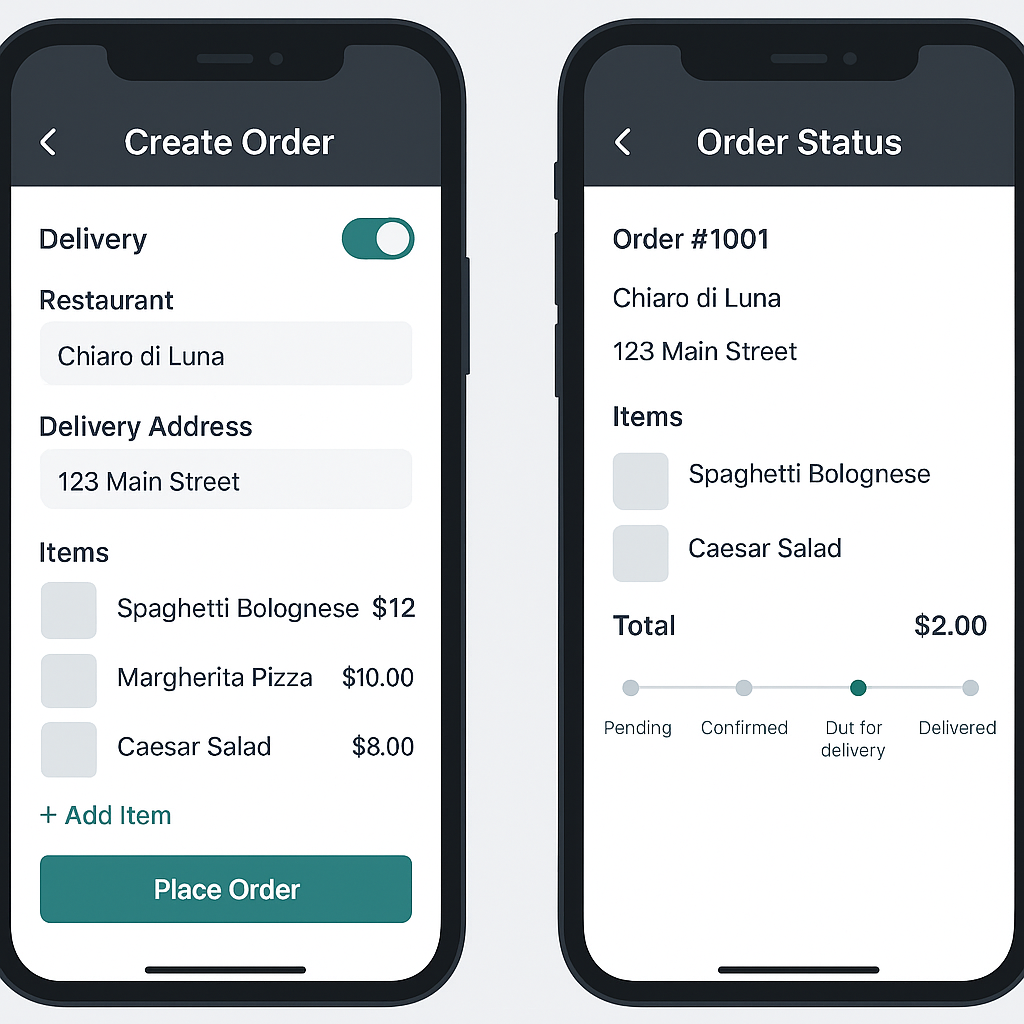 Create Order
Delivery
Restaurant
Chiaro di Luna
Delivery Address
123 Main Street
Items
Spaghetti Bolognese $12
Margherita Pizza $10.00
Caesar Salad $8.00
+ Add Item
Place Order
Order Status
Order #1001
Chiaro di Luna
123 Main Street
Items
Spaghetti Bolognese
Caesar Salad
Total $2.00
Pending Confirmed Dut for Delivered
delivery